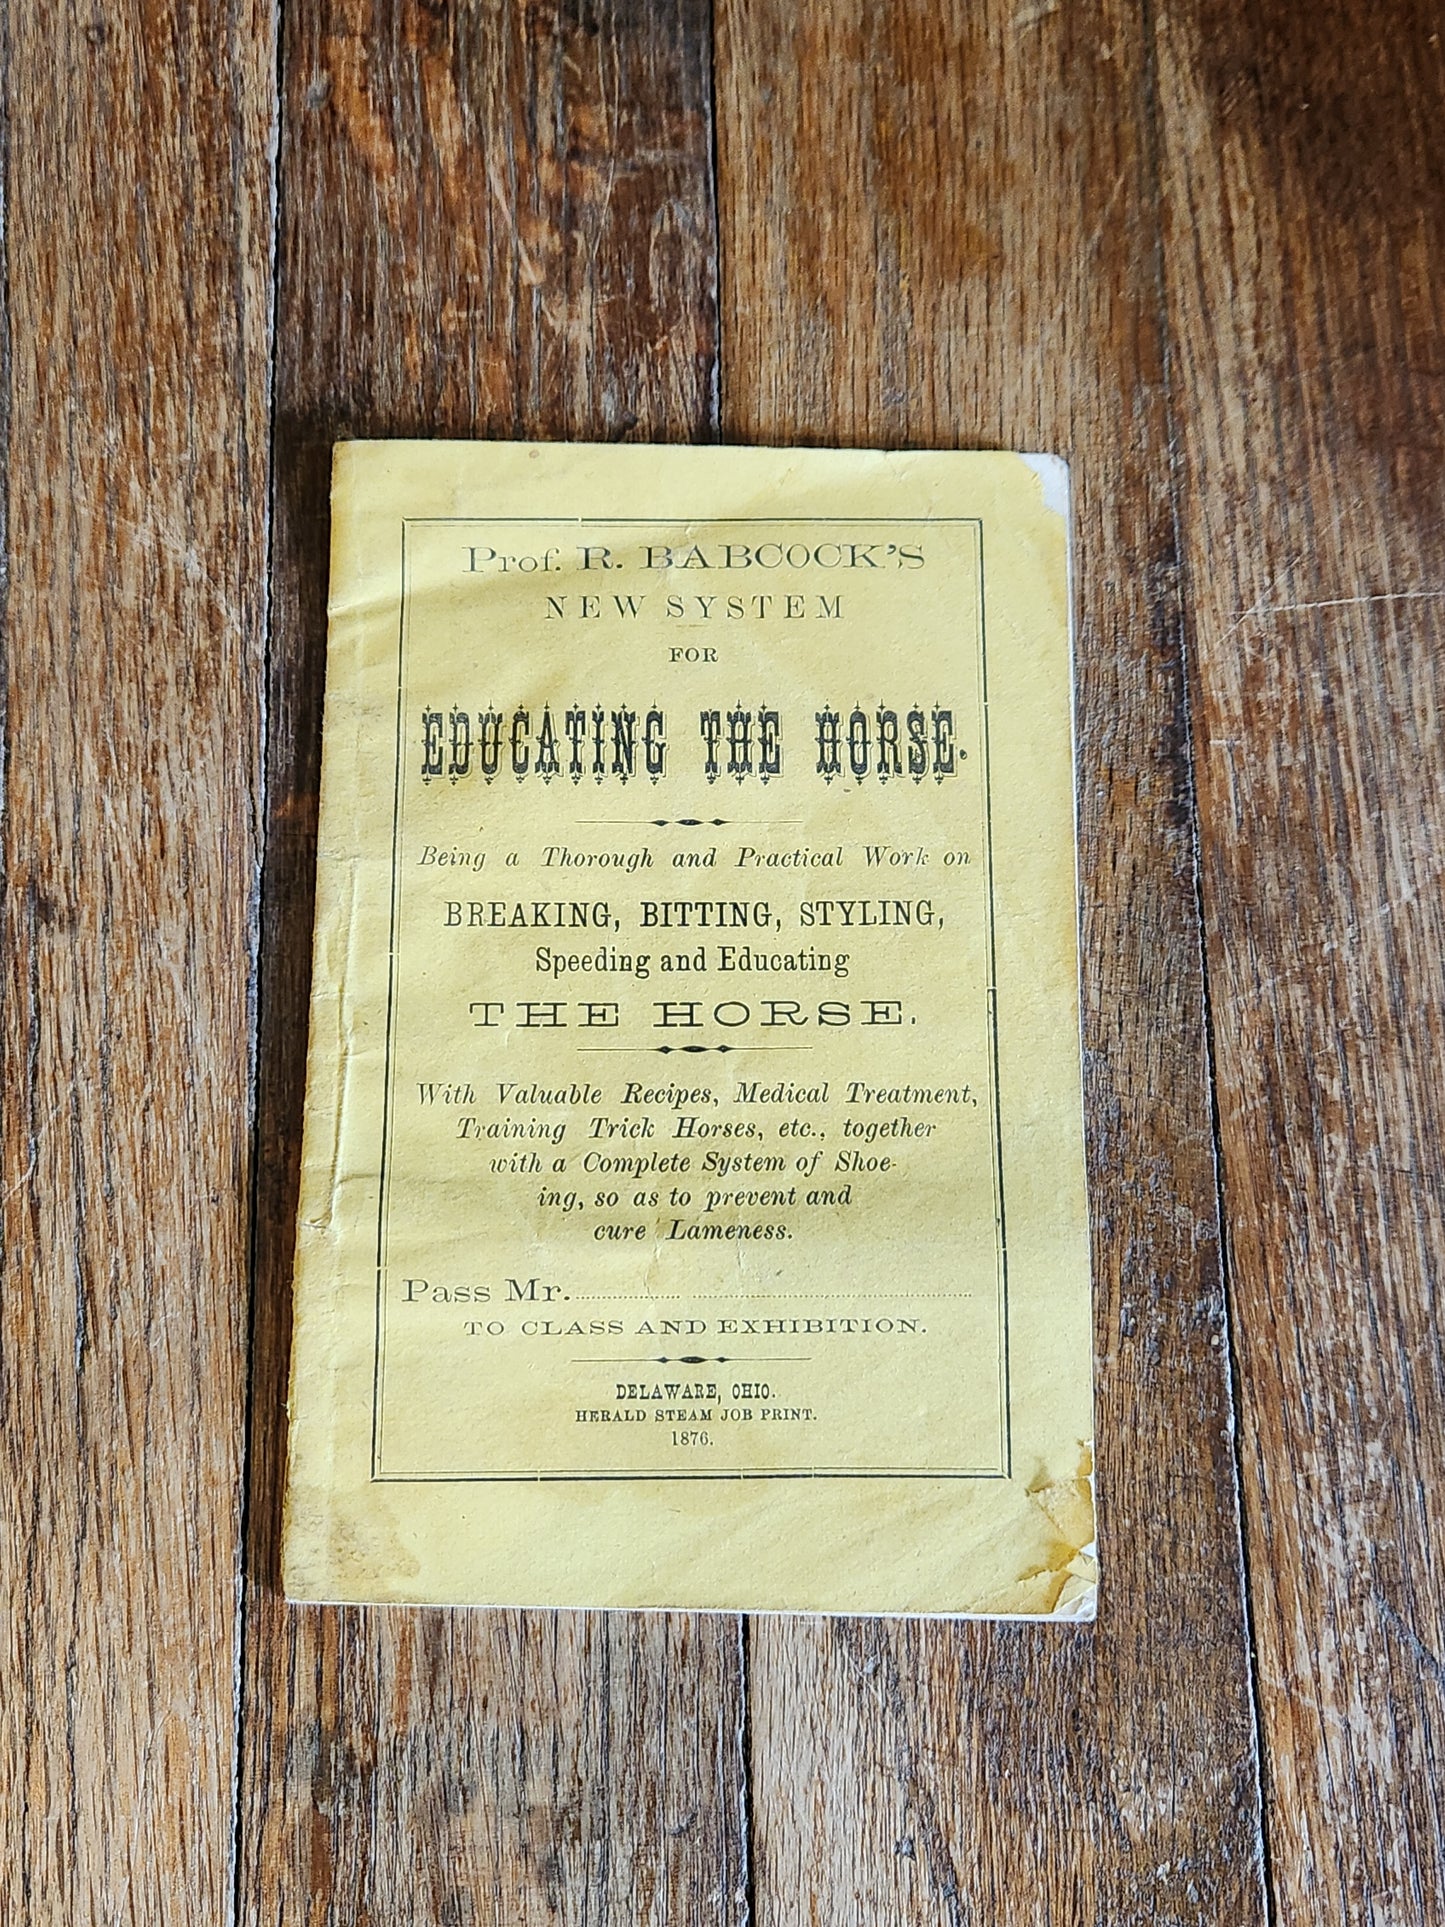 Prof. R. BABCOCK'S
NEW SYSTEM
FOR
EDUCATING THE HORSE.
Being a Thorough and Practical Work on
BREAKING, BITTING, STYLING,
Speeding and Educating
THE HORSE.
With Valuable Recipes, Medical Treatment,
Training Trick Horses, etc., together
with a Complete System of Shoe-
ing, so as to prevent and
cure Lameness.
Pass Mr.
TO CLASS AND EXHIBITION.
DELAWARE, OHIO.
HERALD STEAM JOB PRINT.
1876.